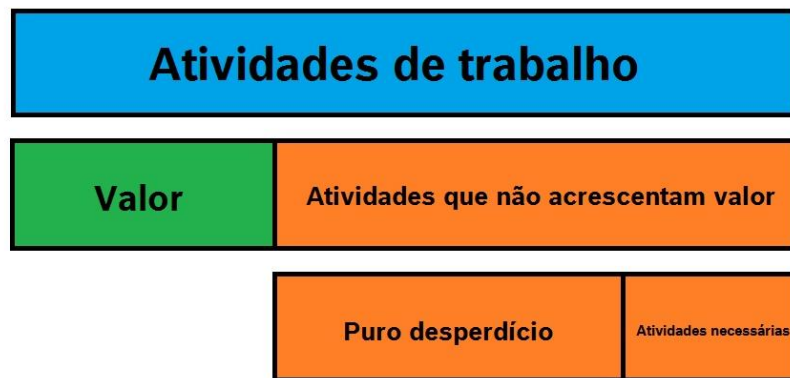 Atividades de trabalho
Valor
Atividades que não acrescentam valor
Puro desperdício
Atividades necessárias